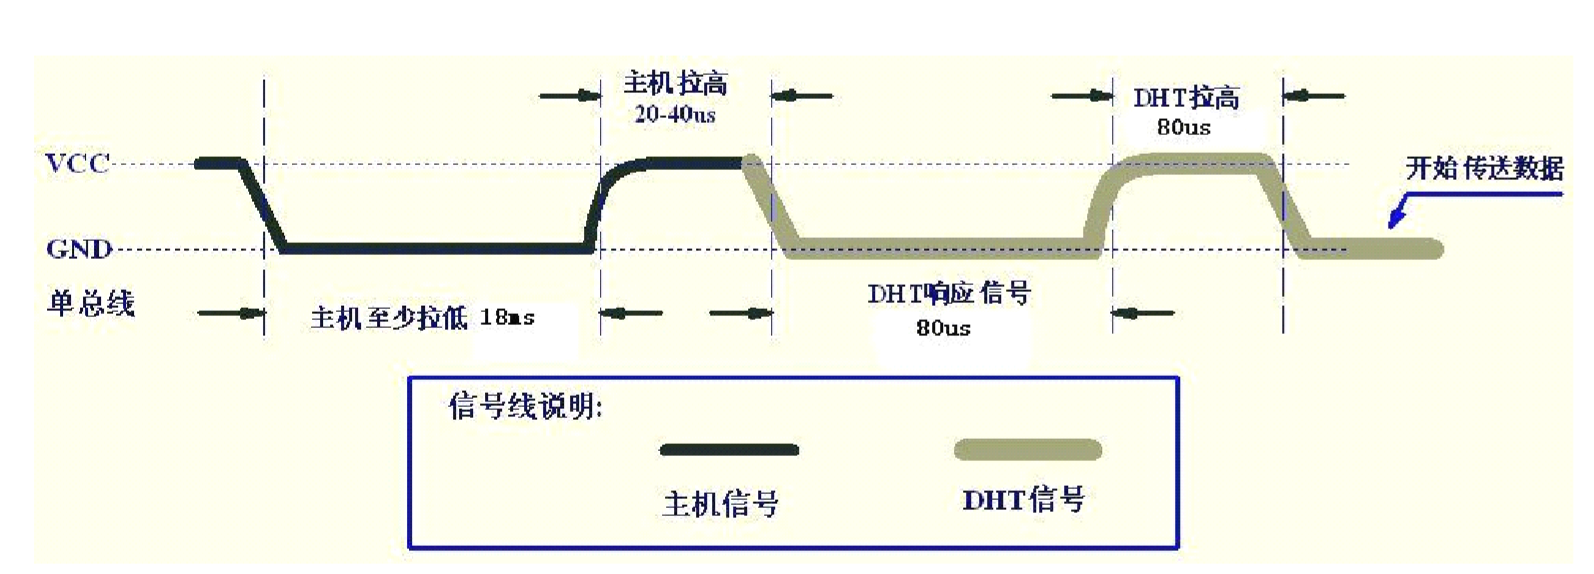 主机拉高
20-40us
DHT拉高
80us
VCC
开始传送数据
GND
单总线
主机至少拉低 18ms
DHT响应信号
80us
信号线说明:
主机信号
DHT信号